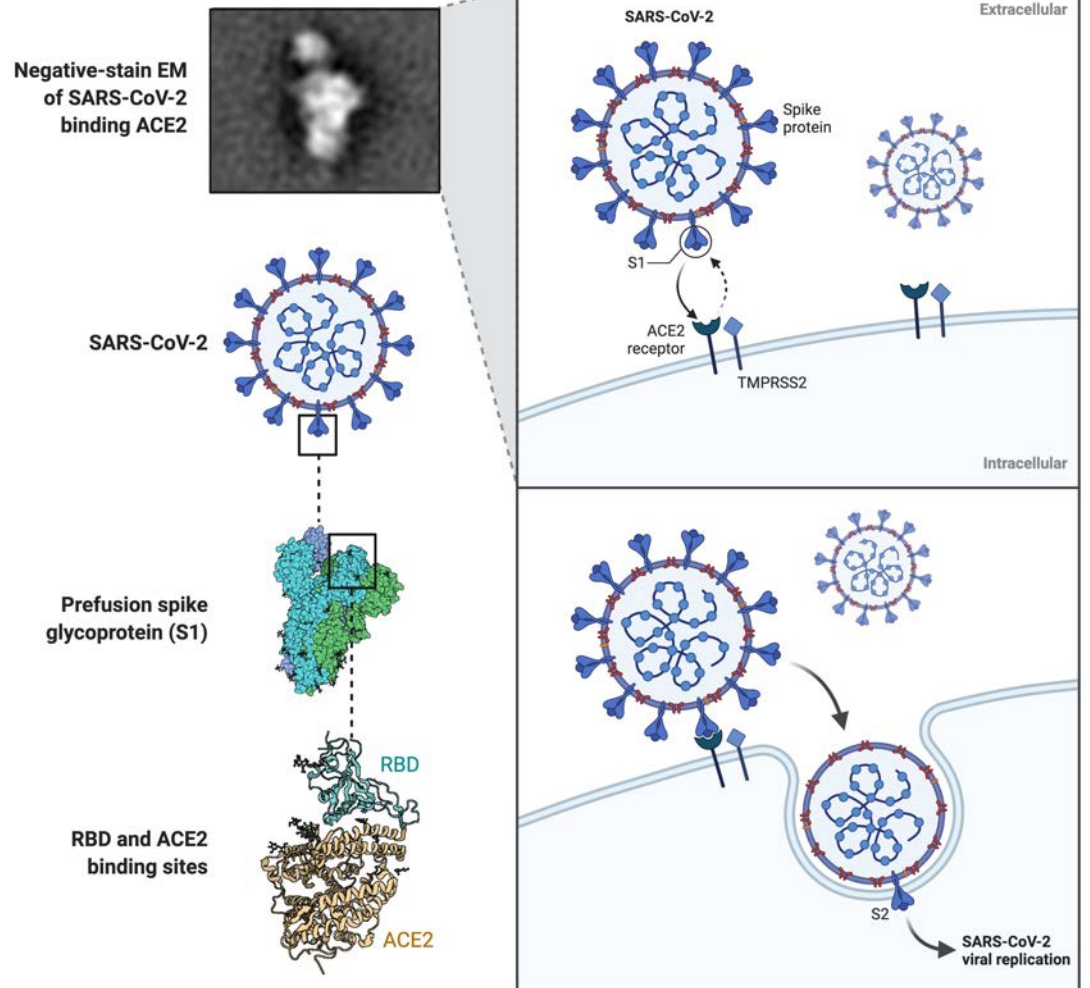 Negative-stain EM
of SARS-CoV-2
binding ACE2
SARS-CoV-2
Prefusion spike
glycoprotein (S1)
RBD
RBD and ACE2
binding sites
ACE2
SARS-CoV-2
Extracellular
Spike
protein
S1
ACE2
receptor
TMPRSS2
Intracellular
S2
SARS-CoV-2
viral replication